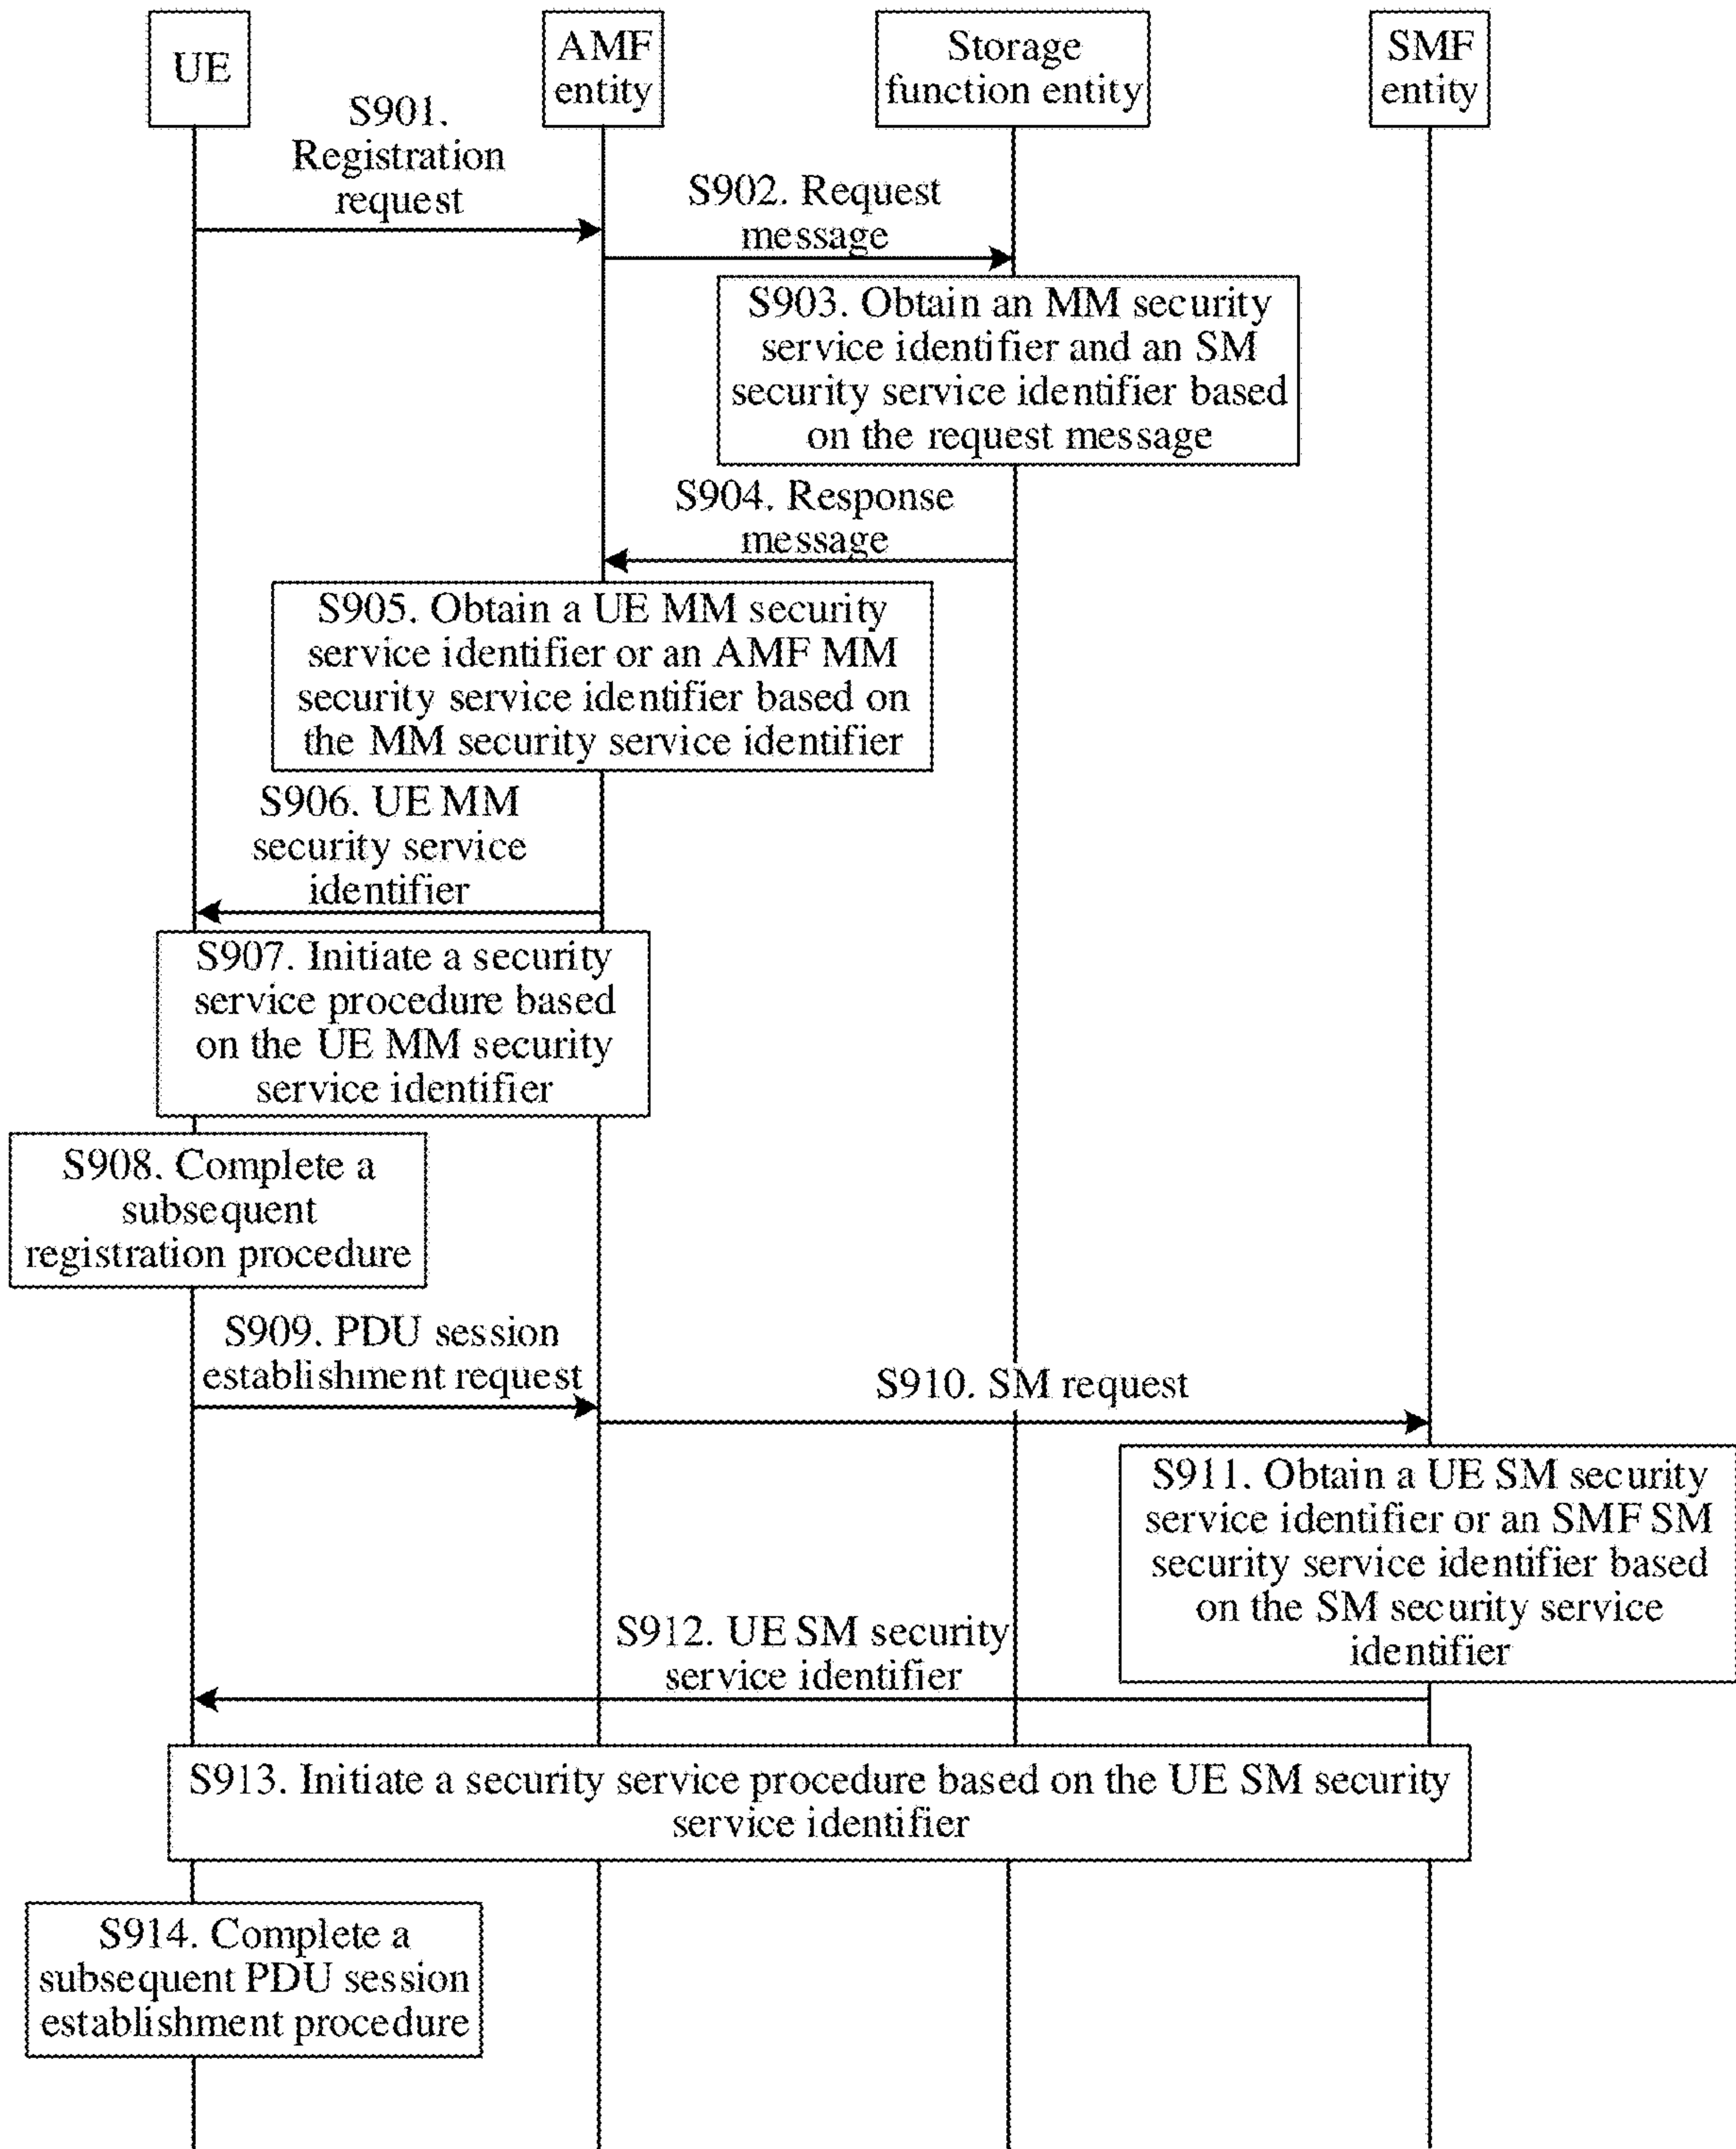 UE
AMF
entity
Storage
function entity
SMF
entity
S901.
Registration
request
S902. Request
message
S903. Obtain an MM security
service identifier and an SM
security service identifier based
on the request message
S904. Response
message
S905. Obtain a UE MM security
service identifier or an AMF MM
security service identifier based on
the MM security service identifier
S906. UE MM
security service
identifier
S907. Initiate a security
service procedure based
on the UE MM security
service identifier
S908. Complete a
subsequent
registration procedure
S909. PDU session
establishment request
S910. SM request
S911. Obtain a UE SM security
service identifier or an SMF SM
security service identifier based
on the SM security service
identifier
S912. UE SM security
service identifier
S913. Initiate a security service procedure based on the UE SM security
service identifier
S914. Complete a
subsequent PDU session
establishment procedure